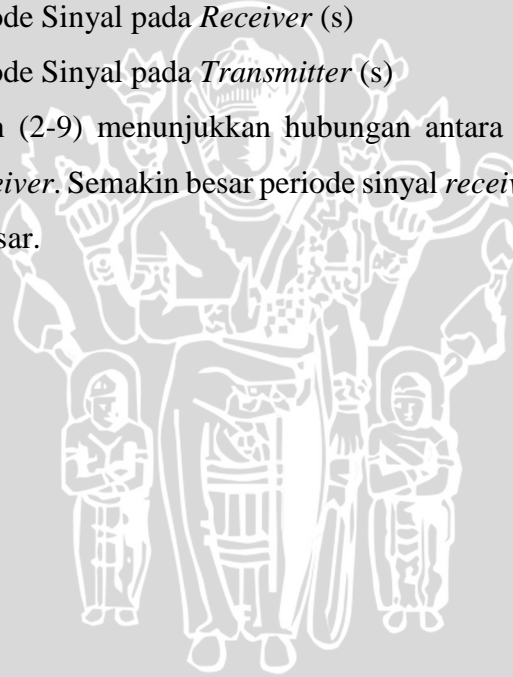 ode Sinyal pada Receiver (s)
ode Sinyal pada Transmitter (s)
(2-9) menunjukkan hubungan antara
eiver. Semakin besar periode sinyal
sar.